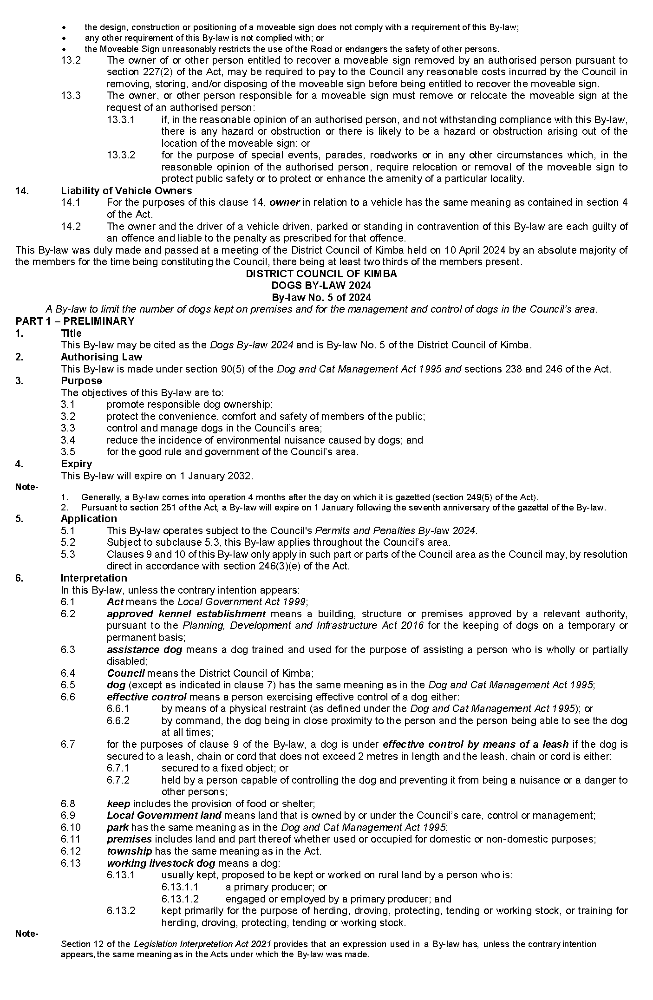 • the design, construction or positioning of a moveable sign does not comply with a requirement of this By-law;
• any other requirement of this By-law is not complied with; or
• the Moveable Sign unreasonably restricts the use of the Road or endangers the safety of other persons.
13.2 The owner of or other person entitled to recover a moveable sign removed by an authorised person pursuant to
section 227(2) of the Act, may be required to pay to the Council any reasonable costs incurred by the Council in
removing, storing, and/or disposing of the moveable sign before being entitled to recover the moveable sign.
13.3 The owner, or other person responsible for a moveable sign must remove or relocate the moveable sign at the
request of an authorised person:
13.3.1 if, in the reasonable opinion of an authorised person, and not withstanding compliance with this By-law,
there is any hazard or obstruction or there is likely to be a hazard or obstruction arising out of the
location of the moveable sign; or
13.3.2 for the purpose of special events, parades, roadworks or in any other circumstances which, in the
reasonable opinion of the authorised person, require relocation or removal of the moveable sign to
protect public safety or to protect or enhance the amenity of a particular locality.
14. Liability of Vehicle Owners
14.1 For the purposes of this clause 14, owner in relation to a vehicle has the same meaning as contained in section 4
of the Act.
14.2 The owner and the driver of a vehicle driven, parked or standing in contravention of this By-law are each guilty of
an offence and liable to the penalty as prescribed for that offence.
This By-law was duly made and passed at a meeting of the District Council of Kimba held on 10 April 2024 by an absolute majority of
the members for the time being constituting the Council, there being at least two thirds of the members present.
DISTRICT COUNCIL OF KIMBA
DOGS BY-LAW 2024
By-law No. 5 of 2024
A By-law to limit the number of dogs kept on premises and for the management and control of dogs in the Council’s area.
PART 1 – PRELIMINARY
1. Title
This By-law may be cited as the Dogs By-law 2024 and is By-law No. 5 of the District Council of Kimba.
2. Authorising Law
This By-law is made under section 90(5) of the Dog and Cat Management Act 1995 and sections 238 and 246 of the Act.
3. Purpose
The objectives of this By-law are to:
3.1 promote responsible dog ownership;
3.2 protect the convenience, comfort and safety of members of the public;
3.3 control and manage dogs in the Council’s area;
3.4 reduce the incidence of environmental nuisance caused by dogs; and
3.5 for the good rule and government of the Council’s area.
4. Expiry
This By-law will expire on 1 January 2032.
Note-
1. Generally, a By-law comes into operation 4 months after the day on which it is gazetted (section 249(5) of the Act).
2. Pursuant to section 251 of the Act, a By-law will expire on 1 January following the seventh anniversary of the gazettal of the By-law.
5. Application
5.1 This By-law operates subject to the Council's Permits and Penalties By-law 2024.
5.2 Subject to subclause 5.3, this By-law applies throughout the Council’s area.
5.3 Clauses 9 and 10 of this By-law only apply in such part or parts of the Council area as the Council may, by resolution
direct in accordance with section 246(3)(e) of the Act.
6. Interpretation
In this By-law, unless the contrary intention appears:
6.1 Act means the Local Government Act 1999;
6.2 approved kennel establishment means a building, structure or premises approved by a relevant authority,
pursuant to the Planning, Development and Infrastructure Act 2016 for the keeping of dogs on a temporary or
permanent basis;
6.3 assistance dog means a dog trained and used for the purpose of assisting a person who is wholly or partially
disabled;
6.4 Council means the District Council of Kimba;
6.5 dog (except as indicated in clause 7) has the same meaning as in the Dog and Cat Management Act 1995;
6.6 effective control means a person exercising effective control of a dog either:
6.6.1 by means of a physical restraint (as defined under the Dog and Cat Management Act 1995); or
6.6.2 by command, the dog being in close proximity to the person and the person being able to see the dog
at all times;
6.7 for the purposes of clause 9 of the By-law, a dog is under effective control by means of a leash if the dog is
secured to a leash, chain or cord that does not exceed 2 metres in length and the leash, chain or cord is either:
6.7.1 secured to a fixed object; or
6.7.2 held by a person capable of controlling the dog and preventing it from being a nuisance or a danger to
other persons;
6.8 keep includes the provision of food or shelter;
6.9 Local Government land means land that is owned by or under the Council’s care, control or management;
6.10 park has the same meaning as in the Dog and Cat Management Act 1995;
6.11 premises includes land and part thereof whether used or occupied for domestic or non-domestic purposes;
6.12 township has the same meaning as in the Act.
6.13 working livestock dog means a dog:
6.13.1 usually kept, proposed to be kept or worked on rural land by a person who is:
6.13.1.1 a primary producer; or
6.13.1.2 engaged or employed by a primary producer; and
6.13.2 kept primarily for the purpose of herding, droving, protecting, tending or working stock, or training for
herding, droving, protecting, tending or working stock.
Note-
Section 12 of the Legislation Interpretation Act 2021 provides that an expression used in a By-law has, unless the contrary intention
appears, the same meaning as in the Acts under which the By-law was made.